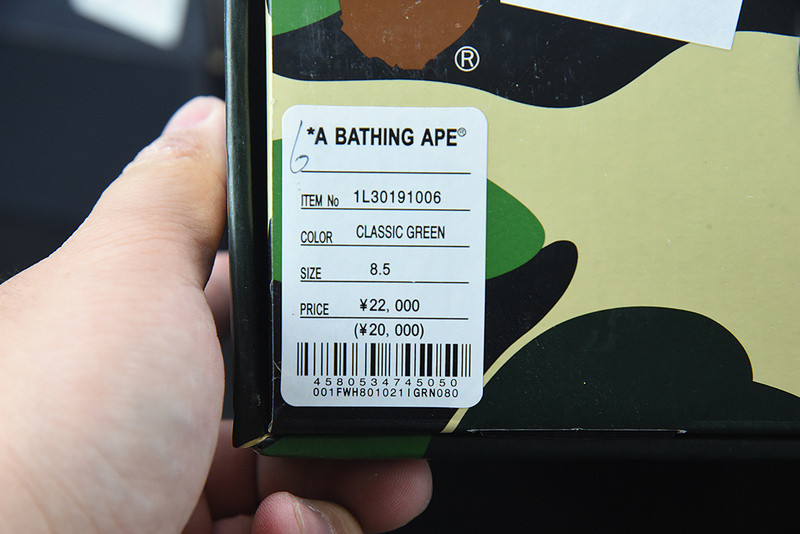 ®
6
*A BATHING APE®
ITEM No 1L30191006
COLOR CLASSIC GREEN
SIZE 8.5
PRICE ¥22, 000
(¥20, 000)
4580534745050
001FWH801021IGRN080